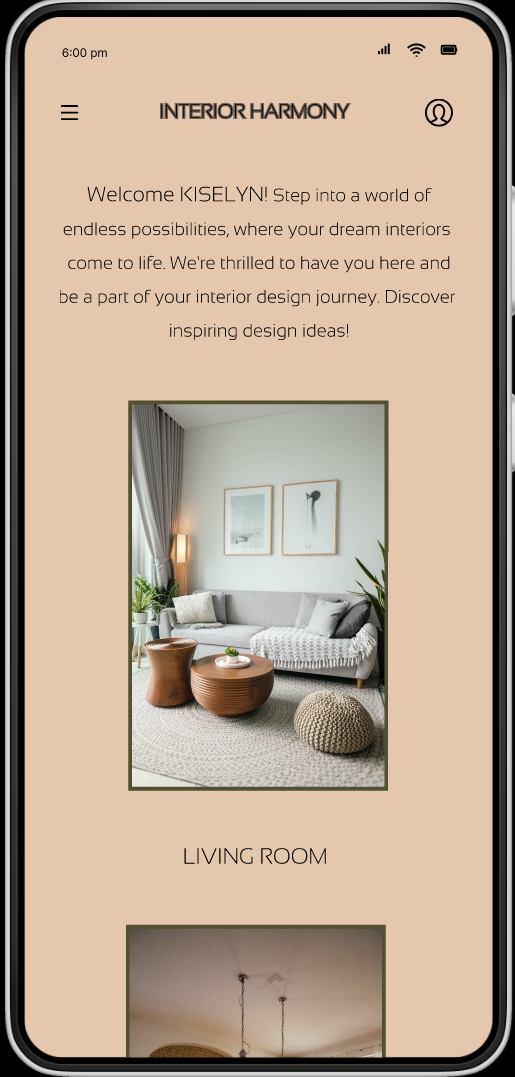 6:00 pm
INTERIOR HARMONY
Welcome KISELYN! Step into a world of
endless possibilities, where your dream interiors
come to life. We're thrilled to have you here and
be a part of your interior design journey. Discover
inspiring design ideas!
LIVING ROOM